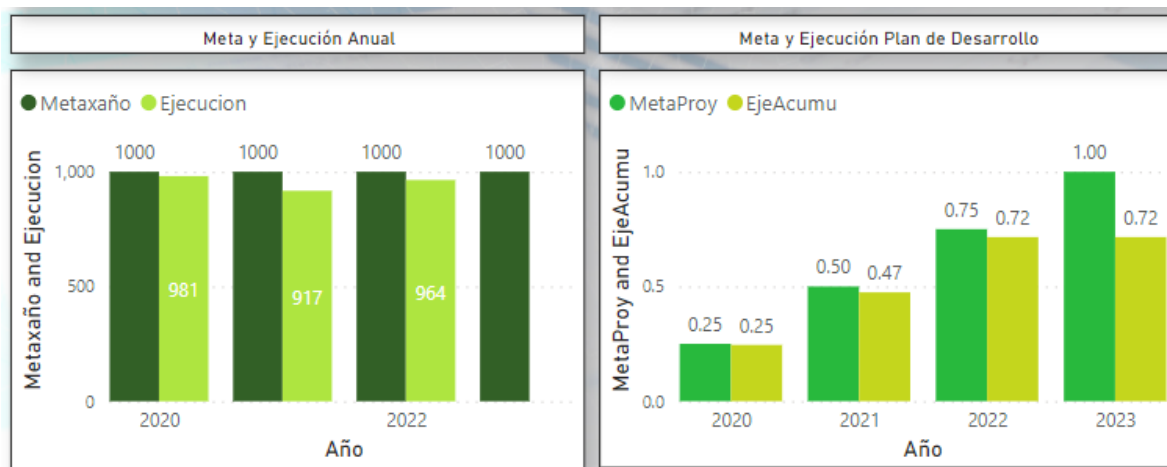 Meta y Ejecución Anual
Metaxaño Ejecucion
Metaxaño and Ejecucion
1000 1000 1000 1000
1,000
500
0
981 917 964
2020 2022
Año
Meta y Ejecución Plan de Desarrollo
MetaProy EjeAcumu
MetaProy and EjeAcumu
1.0
0.5
0.0
0.25 0.25 0.50 0.47 0.75 0.72 1.00 0.72
2020 2021 2022 2023
Año